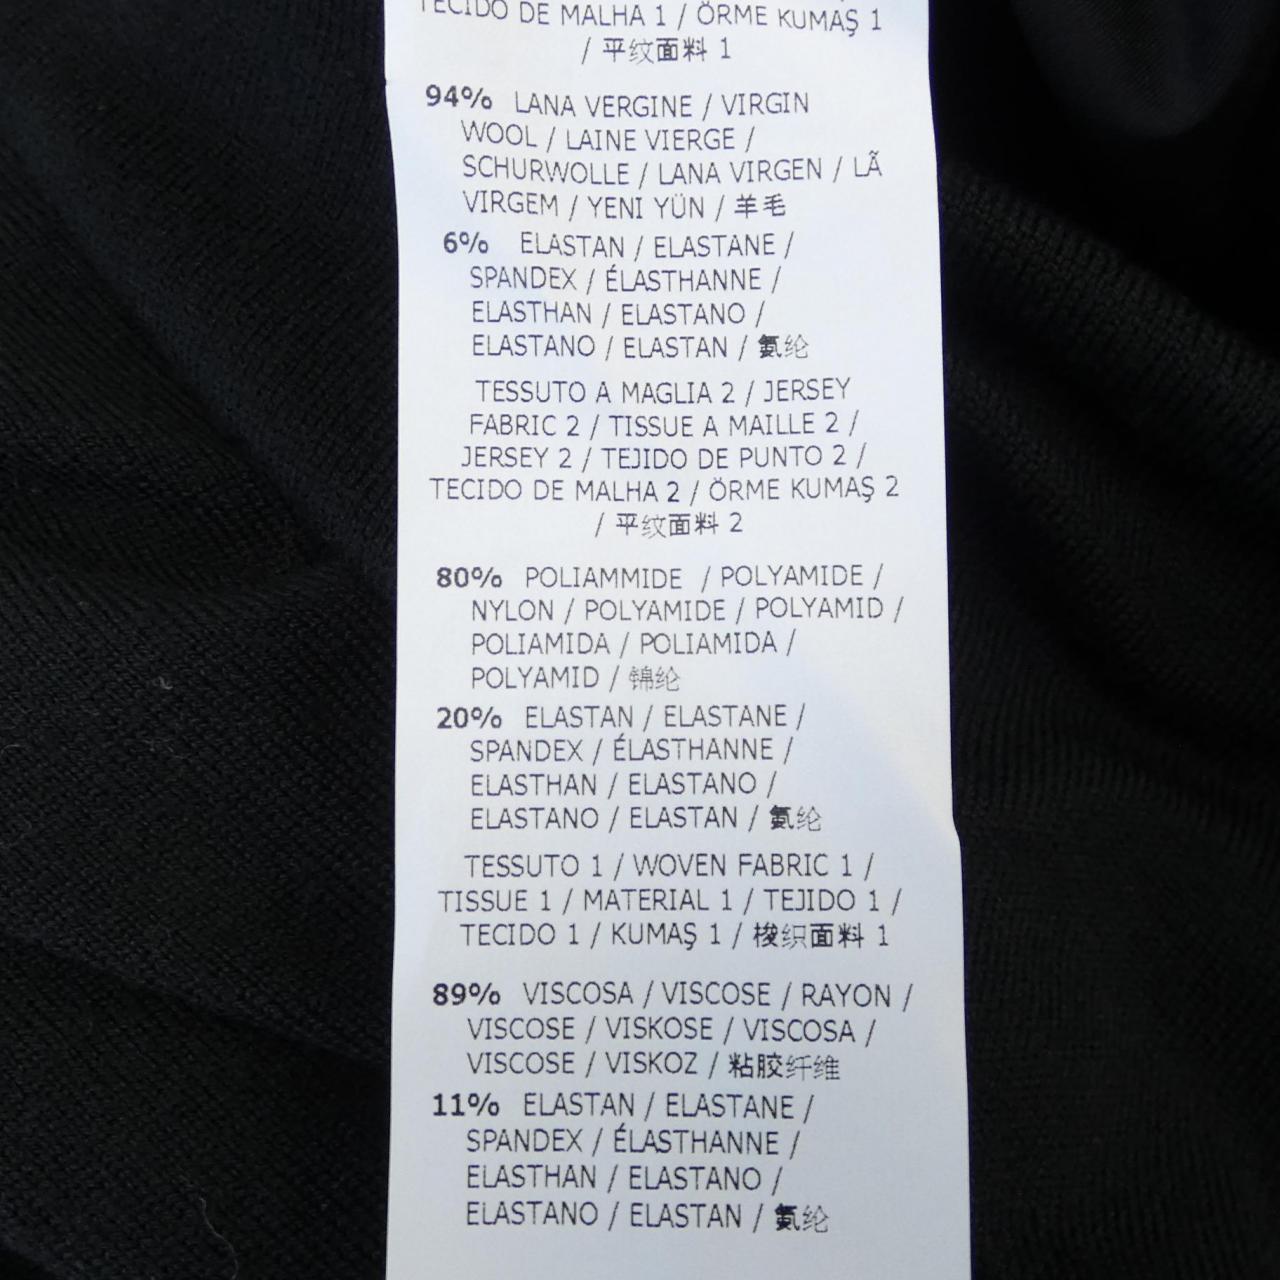 TECIDO DE MALHA 1 / ÖRME KUMAŞ 1
/ 平纹面料 1
94% LANA VERGINE / VIRGIN
WOOL / LAINE VIERGE /
SCHURWOLLE / LANA VIRGEN / LÃ
VIRGEM / YENI YÜN / 羊毛
6% ELASTAN / ELASTANE /
SPANDEX / ÉLASTHANNE /
ELASTHAN / ELASTANO /
ELASTANO / ELASTAN / 氨纶
TESSUTO A MAGLIA 2 / JERSEY
FABRIC 2 / TISSUE A MAILLE 2 /
JERSEY 2 / TEJIDO DE PUNTO 2 /
TECIDO DE MALHA 2 / ÖRME KUMAŞ 2
/ 平纹面料 2
80% POLIAMMIDE / POLYAMIDE /
NYLON / POLYAMIDE / POLYAMID /
POLIAMIDA / POLIAMIDA /
POLYAMID / 锦纶
20% ELASTAN / ELASTANE /
SPANDEX / ÉLASTHANNE /
ELASTHAN / ELASTANO /
ELASTANO / ELASTAN / 氨纶
TESSUTO 1 / WOVEN FABRIC 1 /
TISSUE 1 / MATERIAL 1 / TEJIDO 1 /
TECIDO 1 / KUMAŞ 1 / 梭织面料 1
89% VISCOSA / VISCOSE / RAYON /
VISCOSE / VISKOSE / VISCOSA /
VISCOSE / VISKOZ / 粘胶纤维
11% ELASTAN / ELASTANE /
SPANDEX / ÉLASTHANNE /
ELASTHAN / ELASTANO /
ELASTANO / ELASTAN / 氨纶